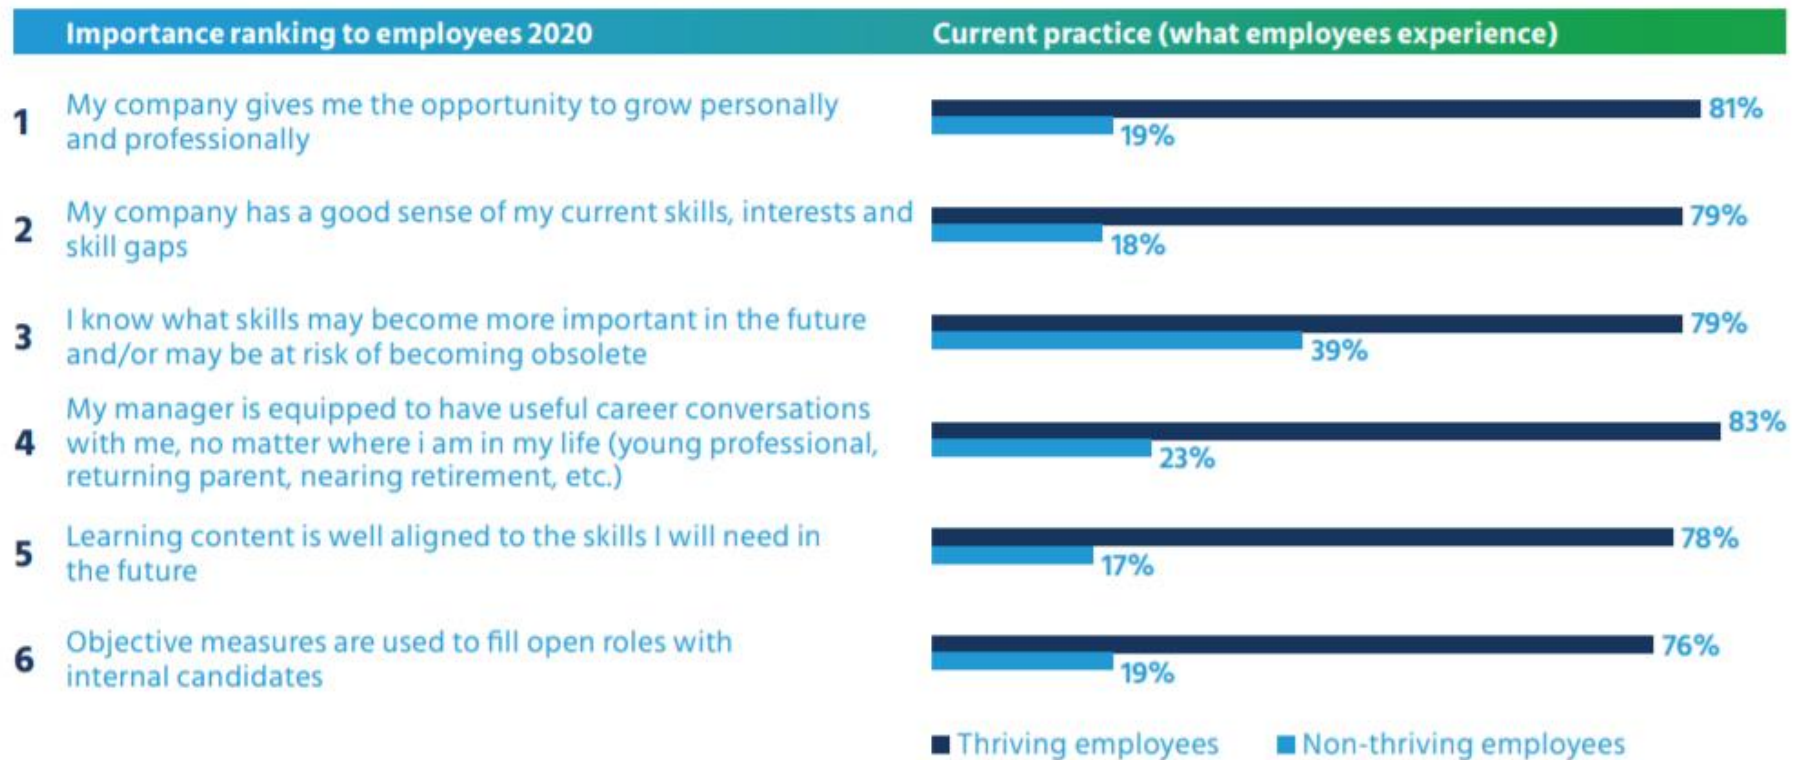 Importance ranking to employees 2020
Current practice (what employees experience)
1
My company gives me the opportunity to grow personally
and professionally
81%
19%
2
My company has a good sense of my current skills, interests and
skill gaps
79%
18%
3
I know what skills may become more important in the future
and/or may be at risk of becoming obsolete
79%
39%
4
My manager is equipped to have useful career conversations
with me, no matter where i am in my life (young professional,
returning parent, nearing retirement, etc.)
83%
23%
5
Learning content is well aligned to the skills I will need in
the future
78%
17%
6
Objective measures are used to fill open roles with
internal candidates
76%
19%
Thriving employees
Non-thriving employees